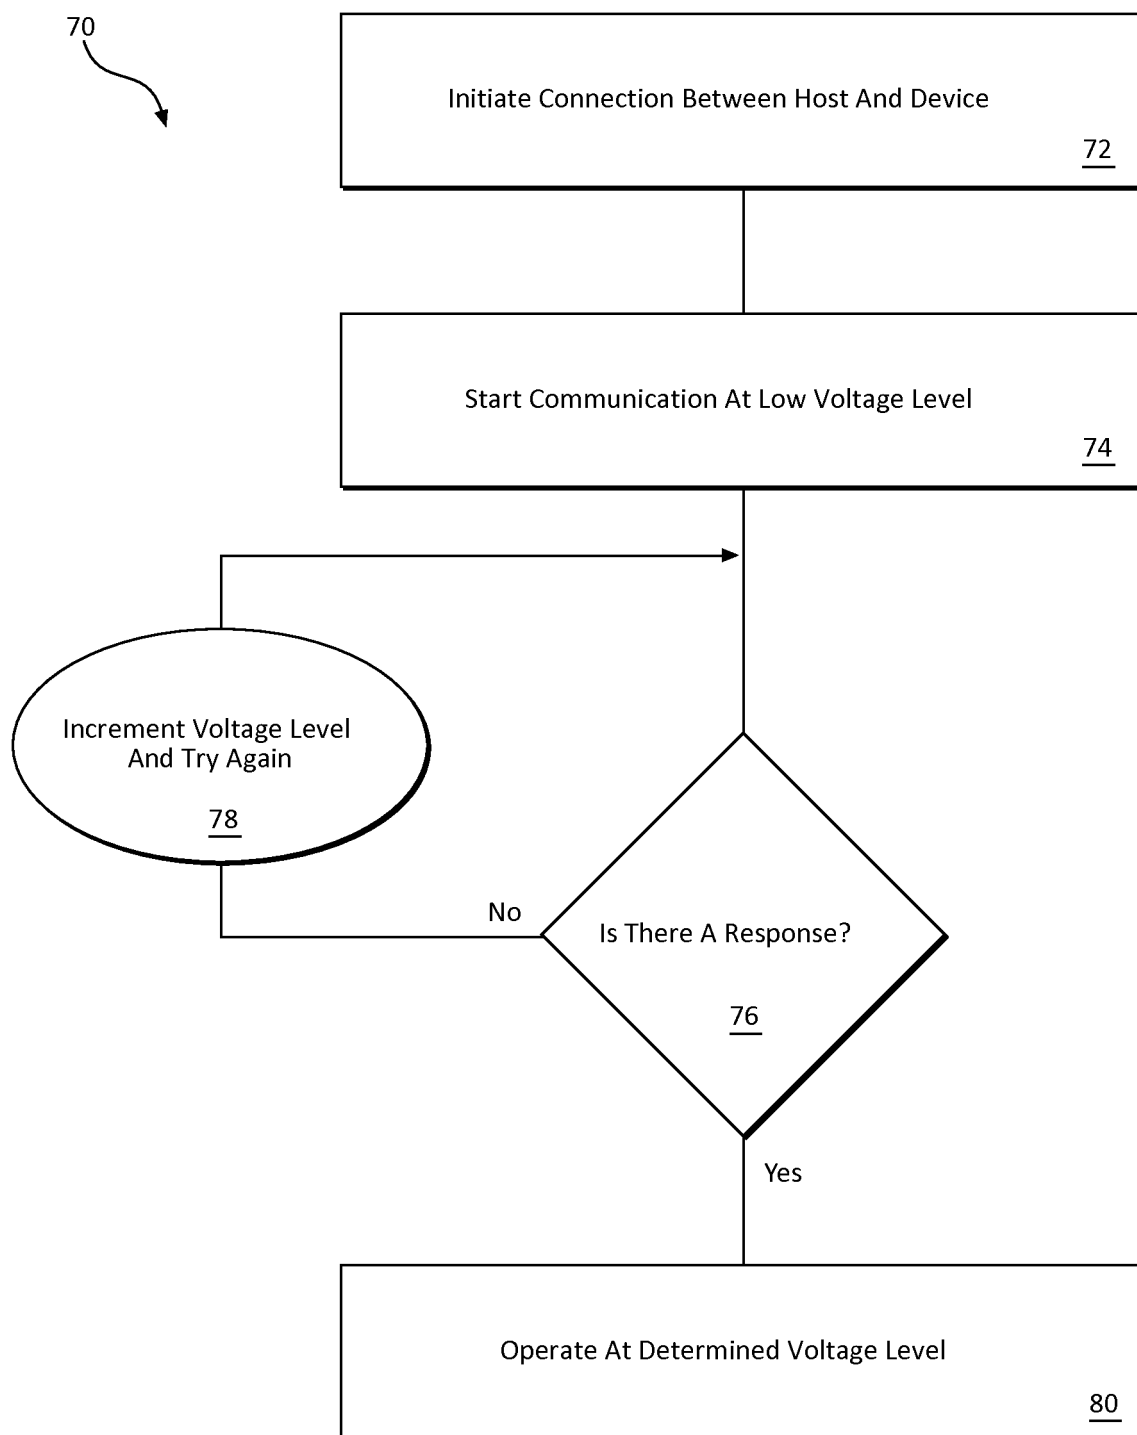 70
Initiate Connection Between Host And Device
72
Start Communication At Low Voltage Level
74
Increment Voltage Level
And Try Again
78
No
Is There A Response?
76
Yes
Operate At Determined Voltage Level
80